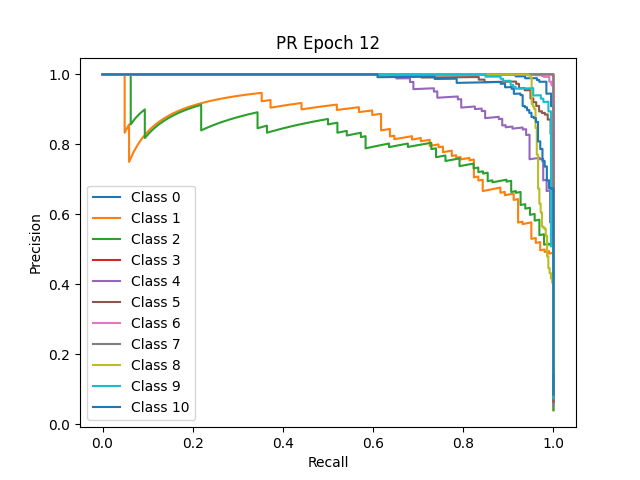 PR Epoch 12
1.0
0.8
0.6
0.4
0.2
0.0
Precision
Class 0
Class 1
Class 2
Class 3
Class 4
Class 5
Class 6
Class 7
Class 8
Class 9
Class 10
0.0 0.2 0.4 0.6 0.8 1.0
Recall